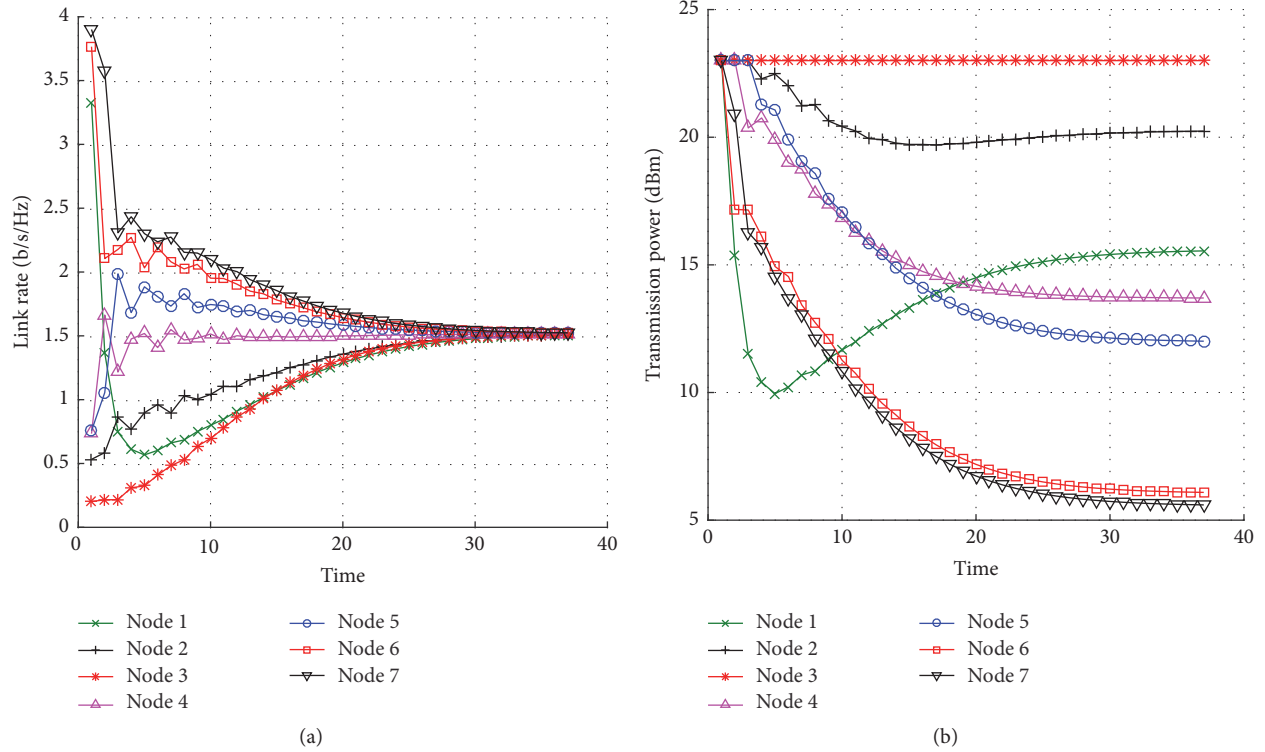 4
3.5
3
2.5
2
1.5
1
0.5
0
Link rate (b/s/Hz)
0
10
20
30
40
Time
Node 1
Node 2
Node 3
Node 4
Node 5
Node 6
Node 7
(a)
25
20
15
10
5
Transmission power (dBm)
0
10
20
30
40
Time
Node 1
Node 2
Node 3
Node 4
Node 5
Node 6
Node 7
(b)